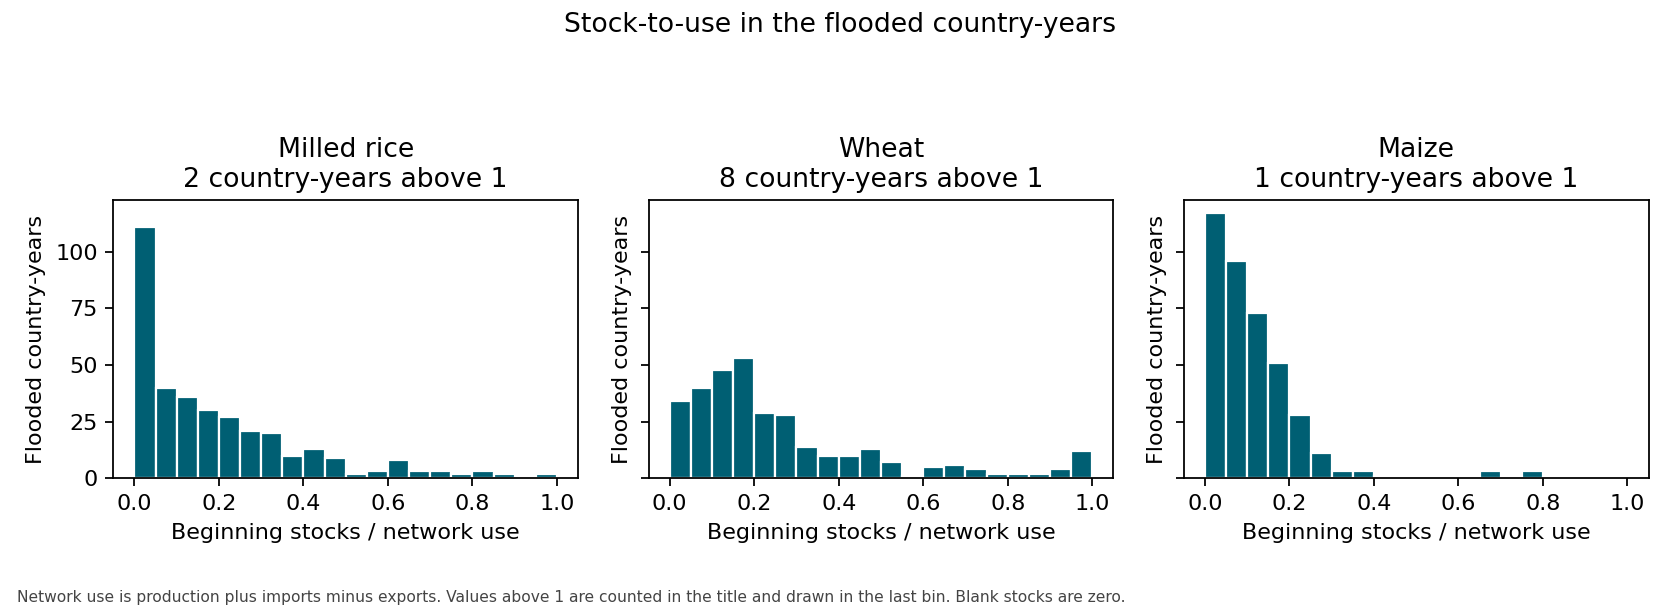 Stock-to-use in the flooded country-years
Milled rice
2 country-years above 1
Flooded country-years
100
75
50
25
0
0.0 0.2 0.4 0.6 0.8 1.0
Beginning stocks / network use
Wheat
8 country-years above 1
Flooded country-years
0.0 0.2 0.4 0.6 0.8 1.0
Beginning stocks / network use
Maize
1 country-years above 1
Flooded country-years
0.0 0.2 0.4 0.6 0.8 1.0
Beginning stocks / network use
Network use is production plus imports minus exports. Values above 1 are counted in the title and drawn in the last bin. Blank stocks are zero.